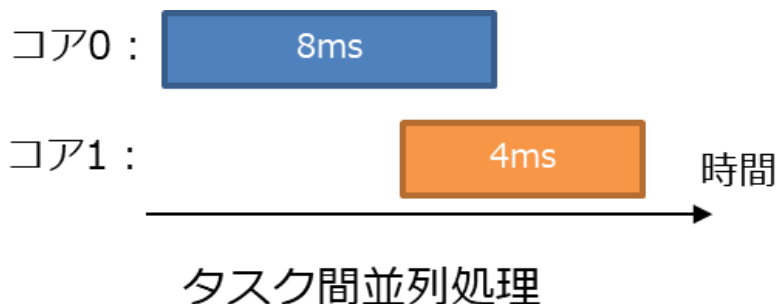 コア0：
8ms
コア1：
4ms
時間
タスク間並列処理